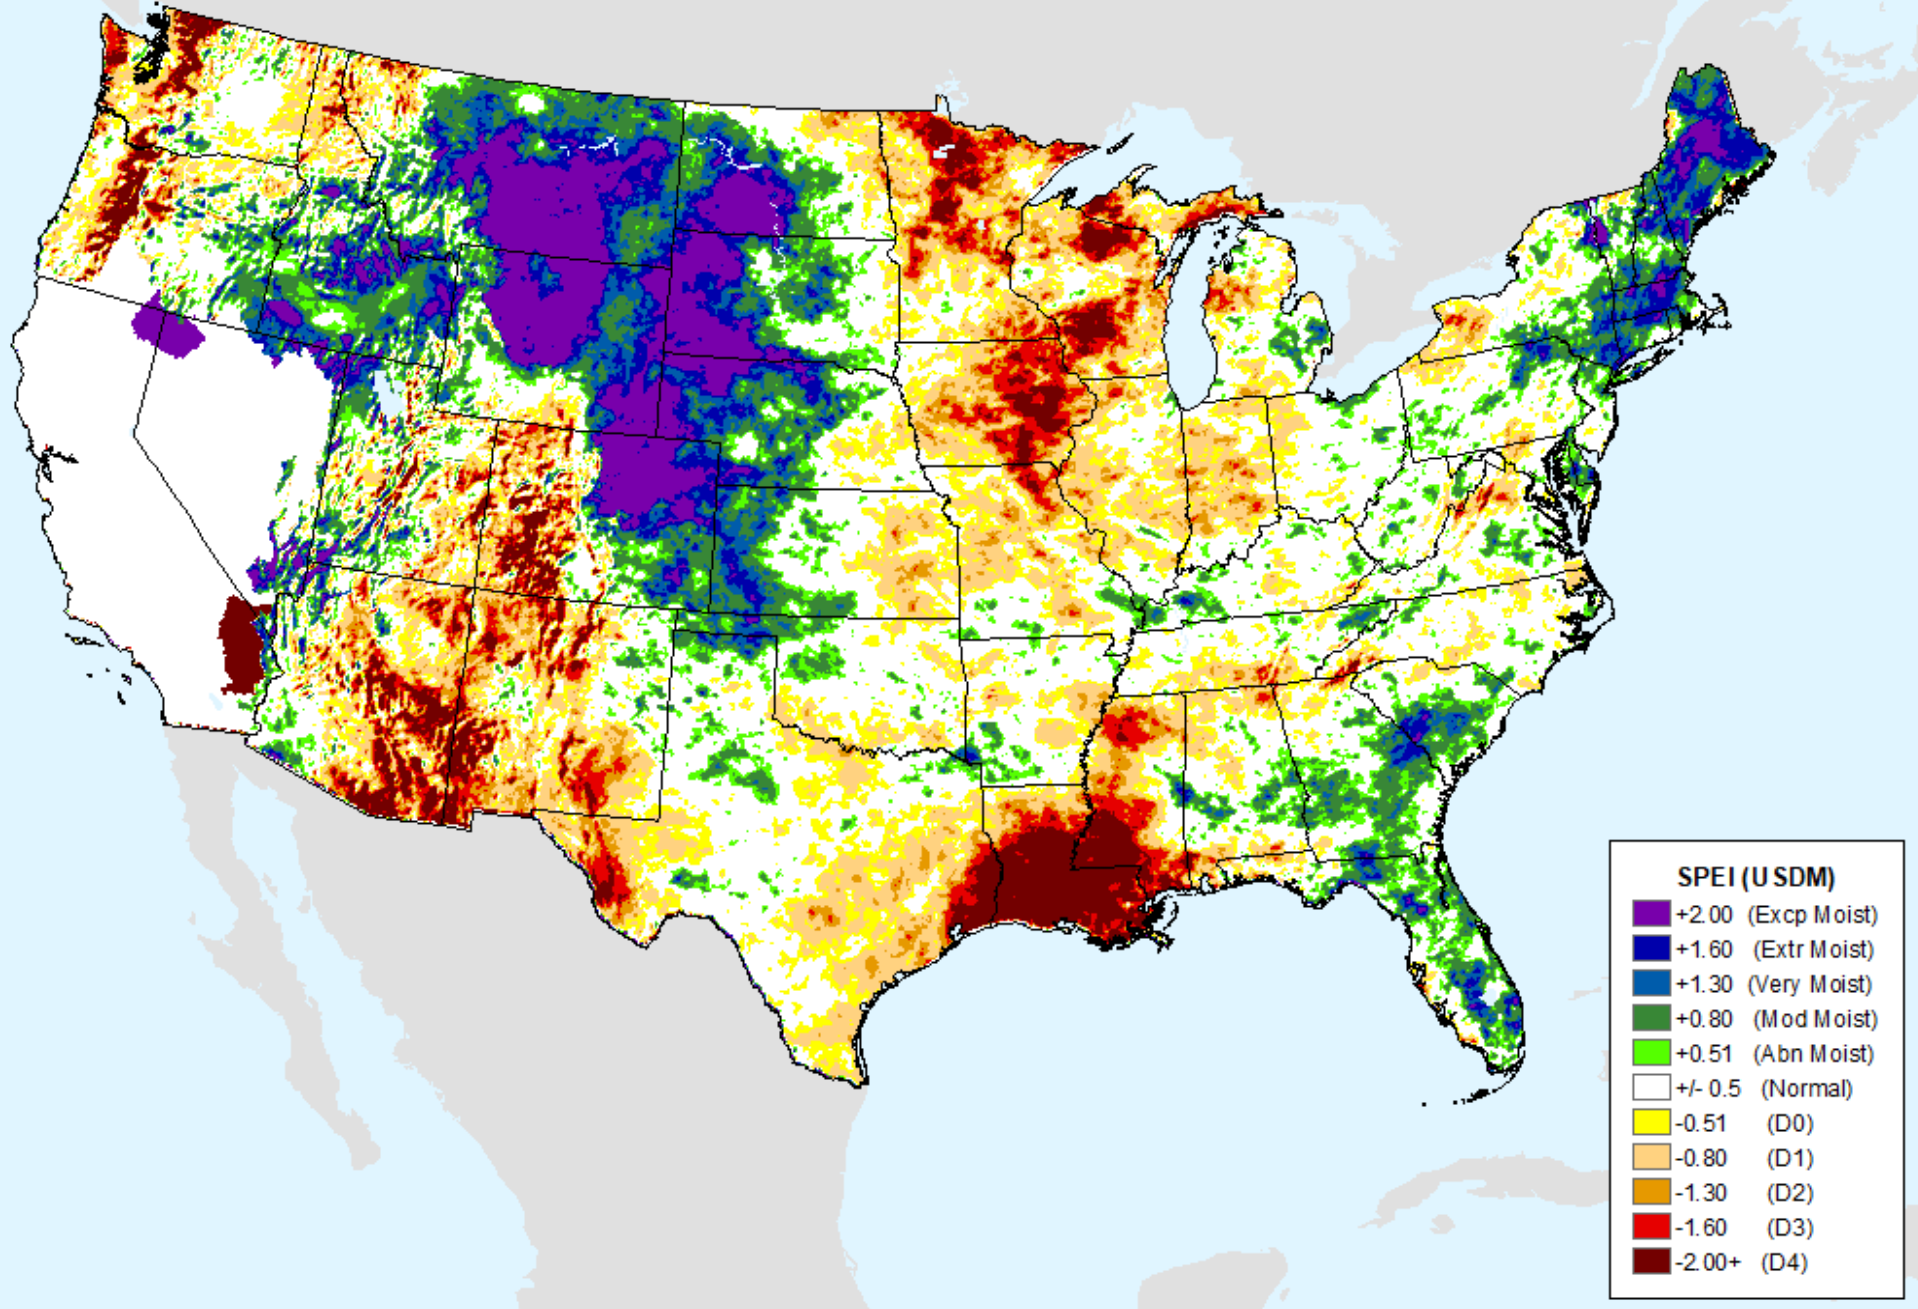 SPEI (USDM)
+2.00 (Excp Moist)
+1.60 (Extr Moist)
+1.30 (Very Moist)
+0.80 (Mod Moist)
+0.51 (Abn Moist)
+/- 0.5 (Normal)
-0.51 (D0)
-0.80 (D1)
-1.30 (D2)
-1.60 (D3)
-2.00+ (D4)